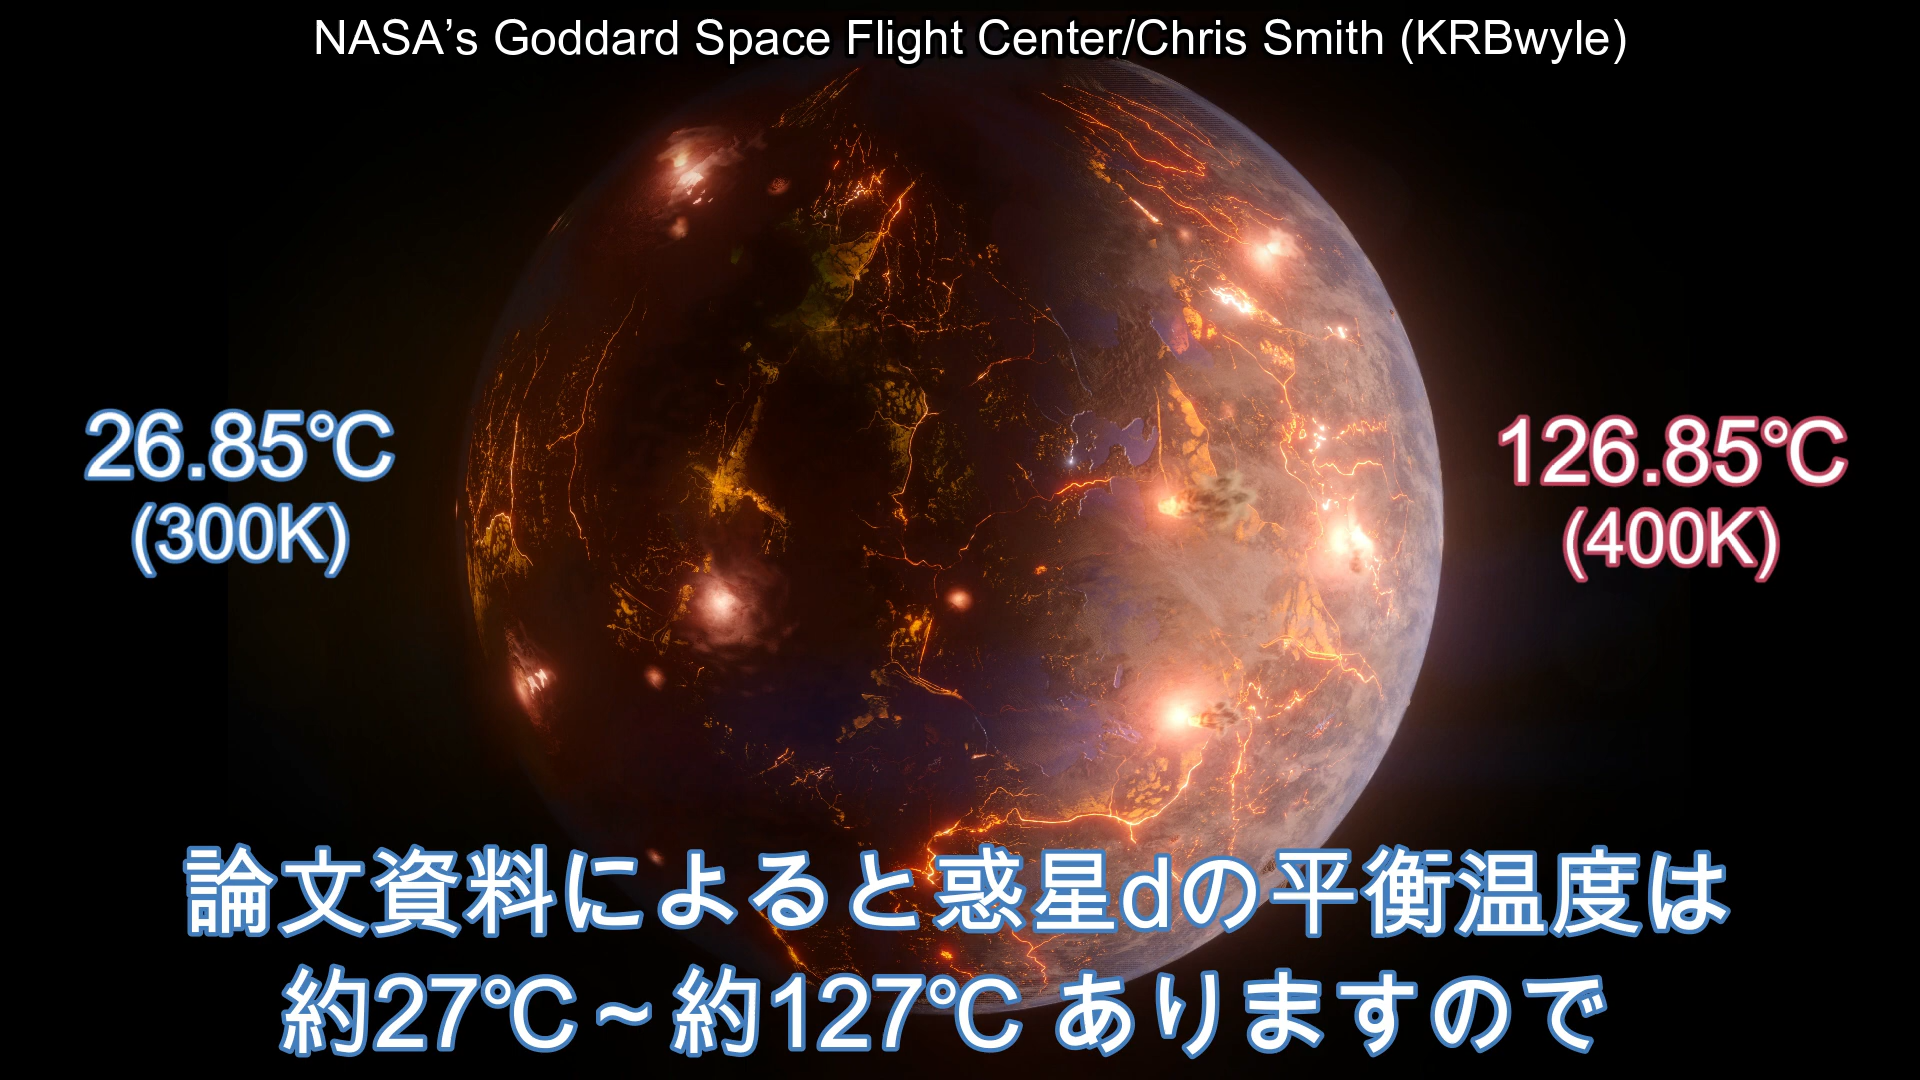 NASA’s Goddard Space Flight Center/Chris Smith (KRBwyle)
26.85℃
(300K)
126.85℃
(400K)
論文資料によると惑星dの平衡温度は
約27℃～約127℃ ありますので